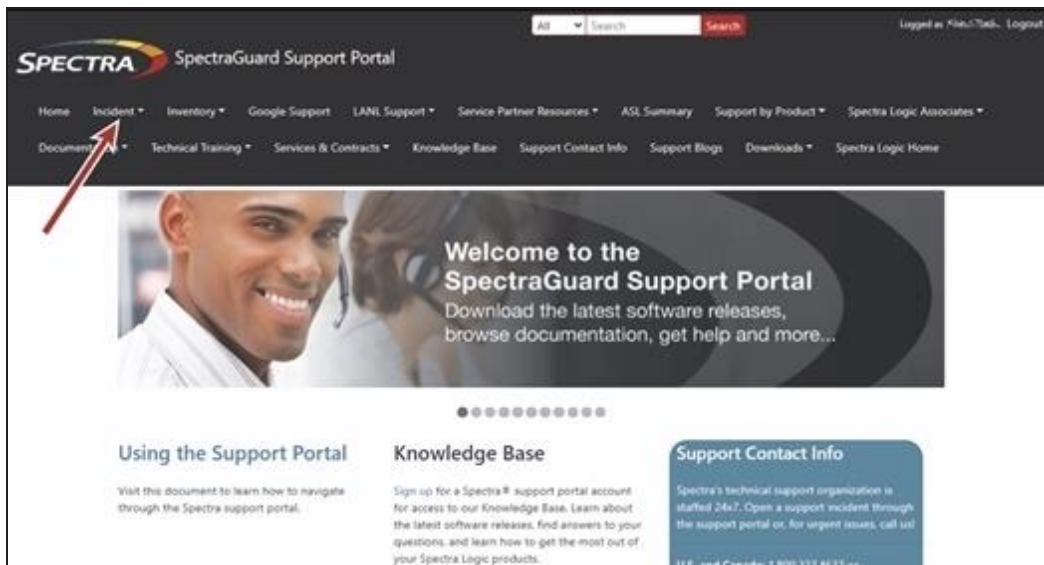 All Search Search Logged as Logout
SPECTRA SpectraGuard Support Portal
Home Incident Inventory Google Support LANL Support Service Partner Resources ASL Summary Support by Product Spectra Logic Associates
Technical Training Services & Contracts Knowledge Base Support Contact Info Support Blogs Downloads Spectra Logic Home
Welcome to the
SpectraGuard Support Portal
Download the latest software releases,
browse documentation, get help and more...
Using the Support Portal
Visit this document to learn how to navigate
through the Spectra support portal.
Knowledge Base
Sign up for a Spectra® support portal account
for access to our Knowledge Base. Learn about
the latest software releases, find answers to your
questions, and learn how to get the most out of
your Spectra Logic products.
Support Contact Info
Spectra's technical support organization is
staffed 24x7. Open a support incident through
the support portal or, for urgent issues, call us!
U.S. and Canada: